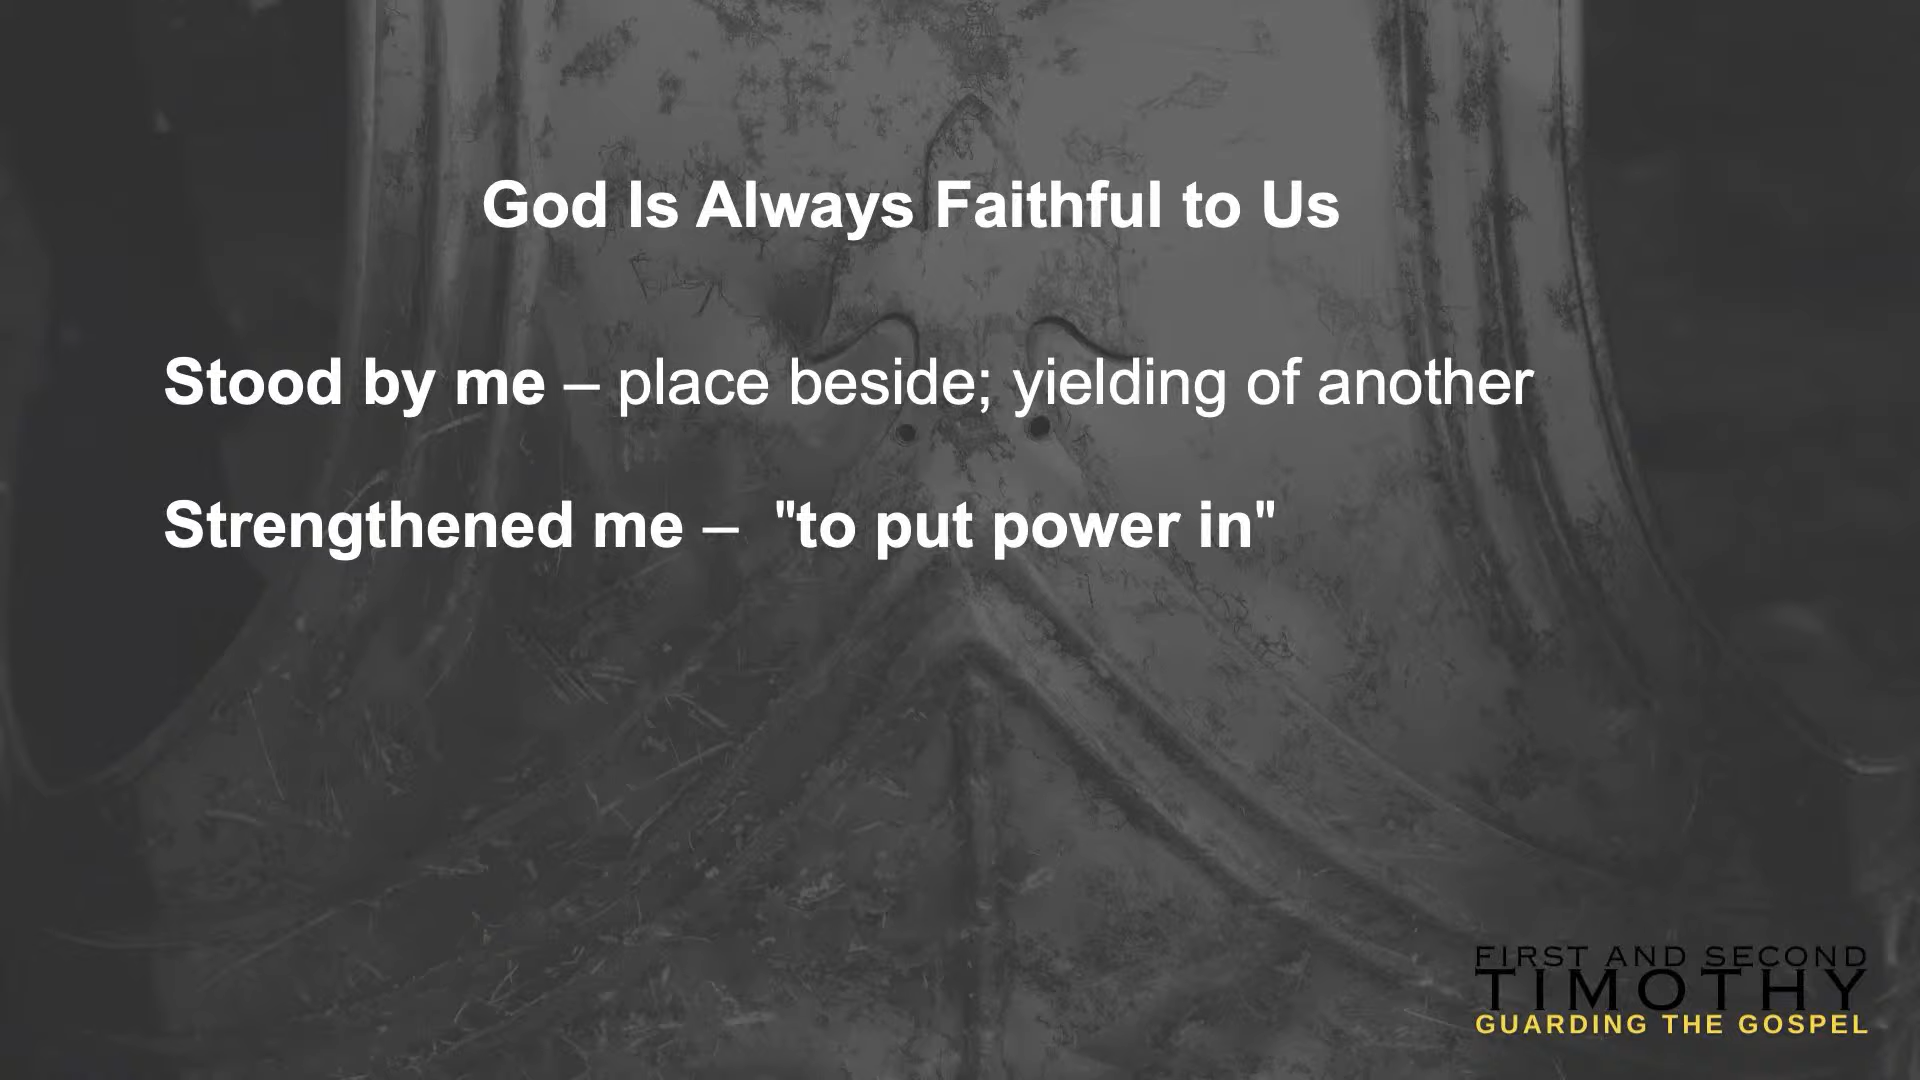 God Is Always Faithful to Us
Stood by me – place beside; yielding of another
Strengthened me – "to put power in"
FIRST AND SECOND
TIMOTHY
GUARDING THE GOSPEL